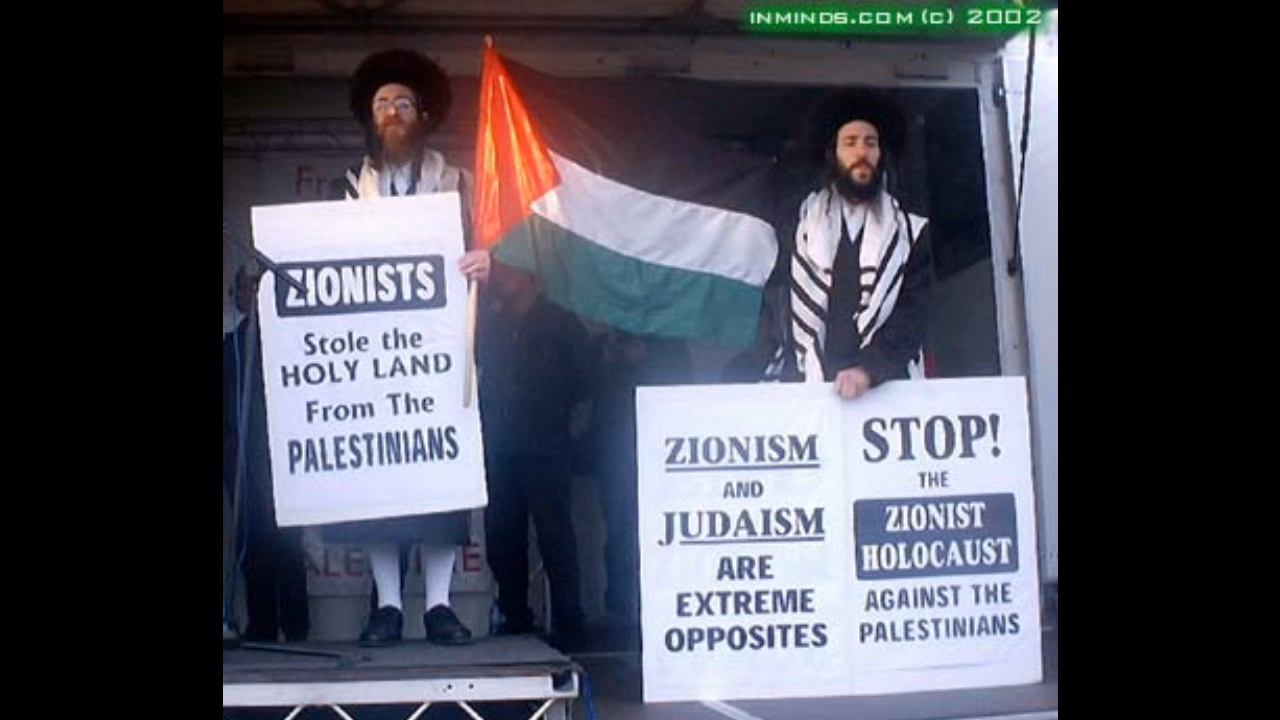 INMINDS.COM (C) 2002
ZIONISTS
Stole the
HOLY LAND
From The
PALESTINIANS
ZIONISM
AND
JUDAISM
ARE
EXTREME
OPPOSITES
STOP!
THE
ZIONIST
HOLOCAUST
AGAINST THE
PALESTINIANS